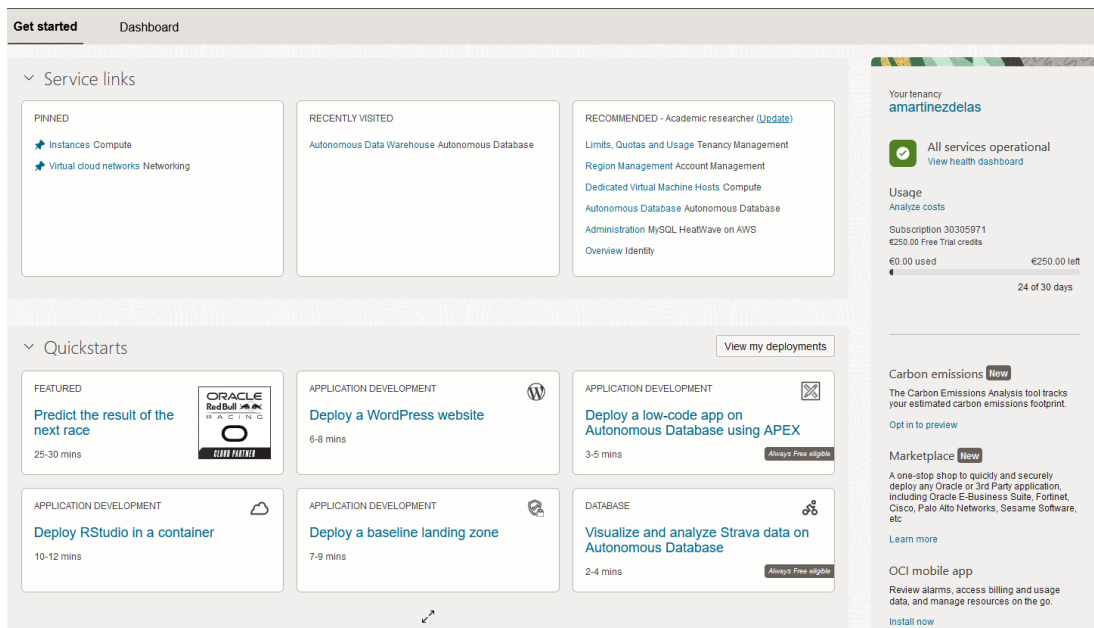 Get started
Dashboard
Service links
PINNED
Instances Compute
Virtual cloud networks Networking
RECENTLY VISITED
Autonomous Data Warehouse Autonomous Database
RECOMMENDED - Academic researcher (Update)
Limits, Quotas and Usage Tenancy Management
Region Management Account Management
Dedicated Virtual Machine Hosts Compute
Autonomous Database Autonomous Database
Administration MySQL HeatWave on AWS
Overview Identity
Quickstarts
View my deployments
FEATURED
Predict the result of the
next race
25-30 mins
ORACLE
Red Bull
RACING
CLOUD PARTNER
APPLICATION DEVELOPMENT
Deploy a WordPress website
6-8 mins
APPLICATION DEVELOPMENT
Deploy a low-code app on
Autonomous Database using APEX
3-5 mins
Always Free eligible
APPLICATION DEVELOPMENT
Deploy RStudio in a container
10-12 mins
APPLICATION DEVELOPMENT
Deploy a baseline landing zone
7-9 mins
DATABASE
Visualize and analyze Strava data on
Autonomous Database
2-4 mins
Always Free eligible
Your tenancy
amartinezdelas
All services operational
View health dashboard
Usage
Analyze costs
Subscription 30305971
€250.00 Free Trial credits
€0.00 used
€250.00 left
24 of 30 days
Carbon emissions New
The Carbon Emissions Analysis tool tracks
your estimated carbon emissions footprint.
Opt in to preview
Marketplace New
A one-stop shop to quickly and securely
deploy any Oracle or 3rd Party application,
including Oracle E-Business Suite, Fortinet,
Cisco, Palo Alto Networks, Sesame Software,
etc
Learn more
OCI mobile app
Review alarms, access billing and usage
data, and manage resources on the go.
Install now